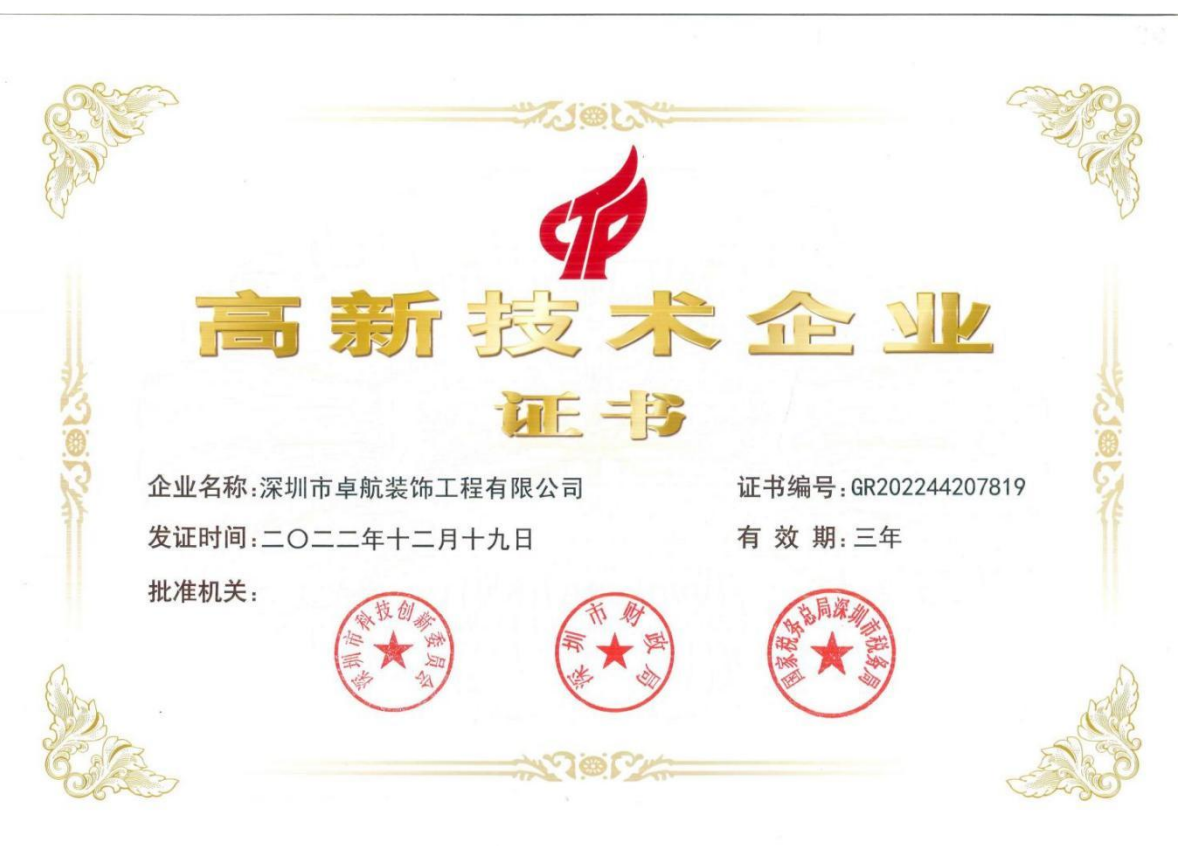 高新技术企业
证书
企业名称:深圳市卓航装饰工程有限公司
证书编号:GR202244207819
发证时间:二〇二二年十二月十九日
有 效 期:三年
批准机关:
深圳市科技创新委员会
深圳市财政局
国家税务总局深圳市税务局